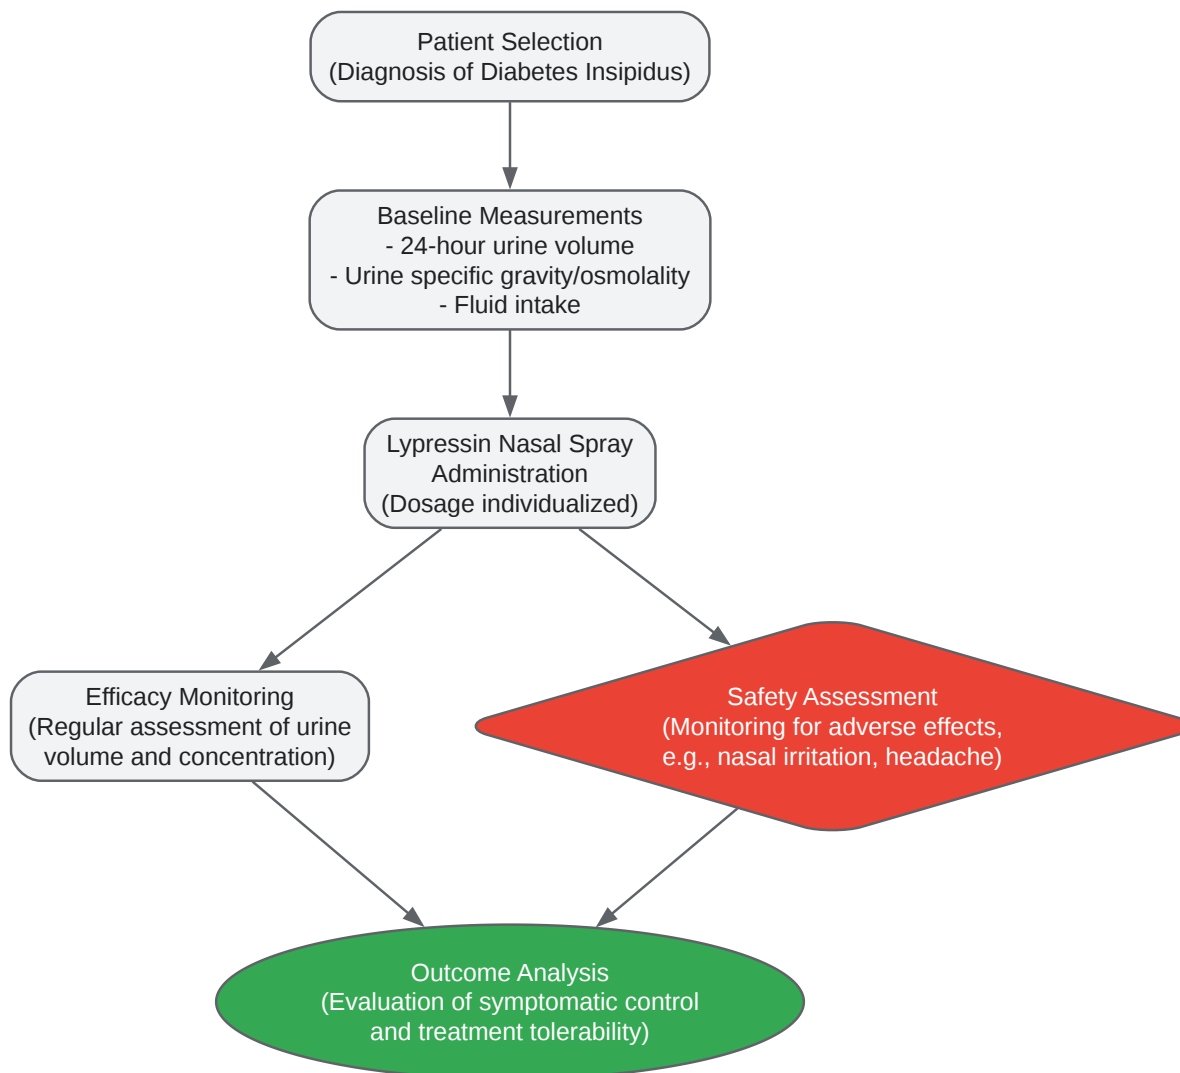 Patient Selection
(Diagnosis of Diabetes Insipidus)
Baseline Measurements
- 24-hour urine volume
- Urine specific gravity/osmolality
- Fluid intake
Lypressin Nasal Spray
Administration
(Dosage individualized)
Efficacy Monitoring
(Regular assessment of urine
volume and concentration)
Safety Assessment
(Monitoring for adverse effects,
e.g., nasal irritation, headache)
Outcome Analysis
(Evaluation of symptomatic control
and treatment tolerability)